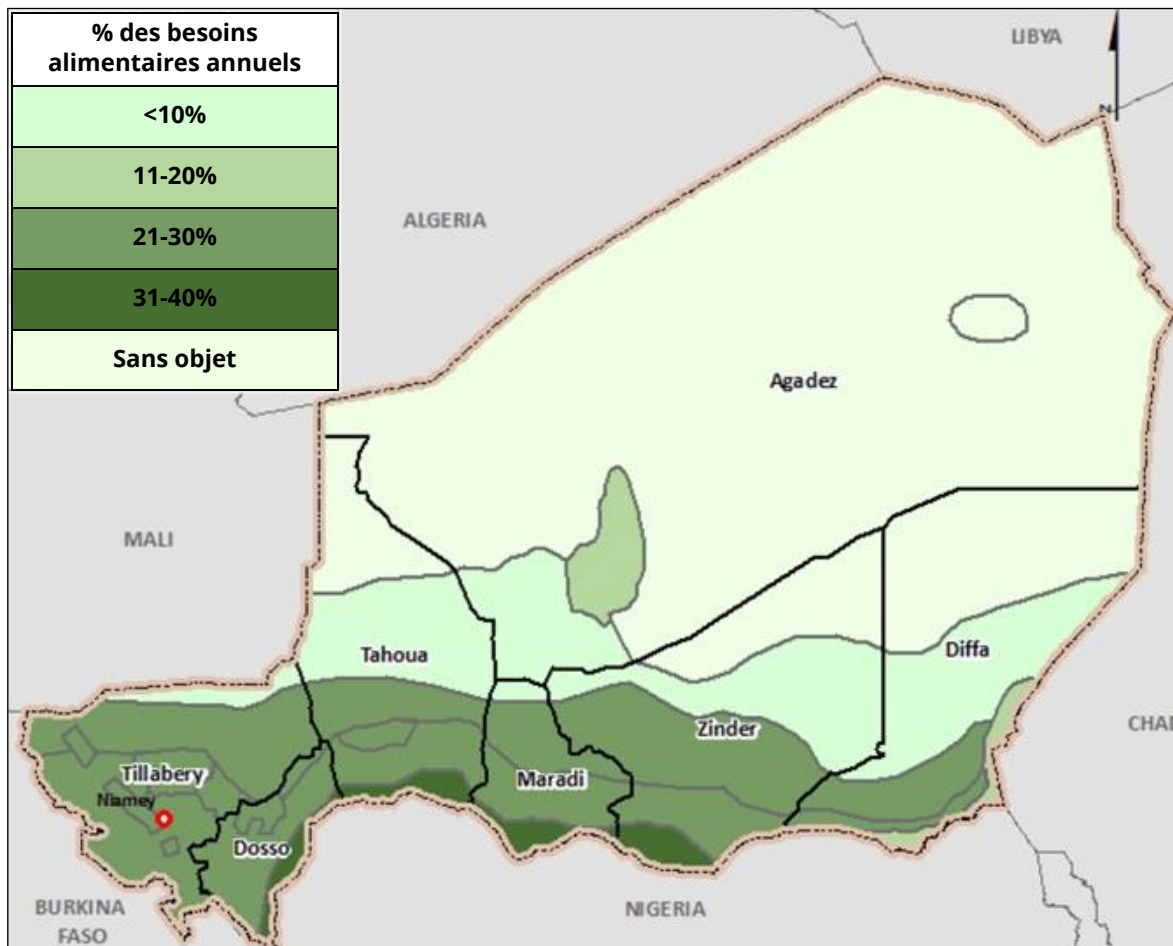 % des besoins
alimentaires annuels
<10%
11-20%
21-30%
31-40%
Sans objet
LIBYA
N
ALGERIA
Agadez
MALI
Tahoua
Diffa
Zinder
CHAD
Tillabery
Maradi
Niamey
Dosso
BURKINA
FASO
NIGERIA